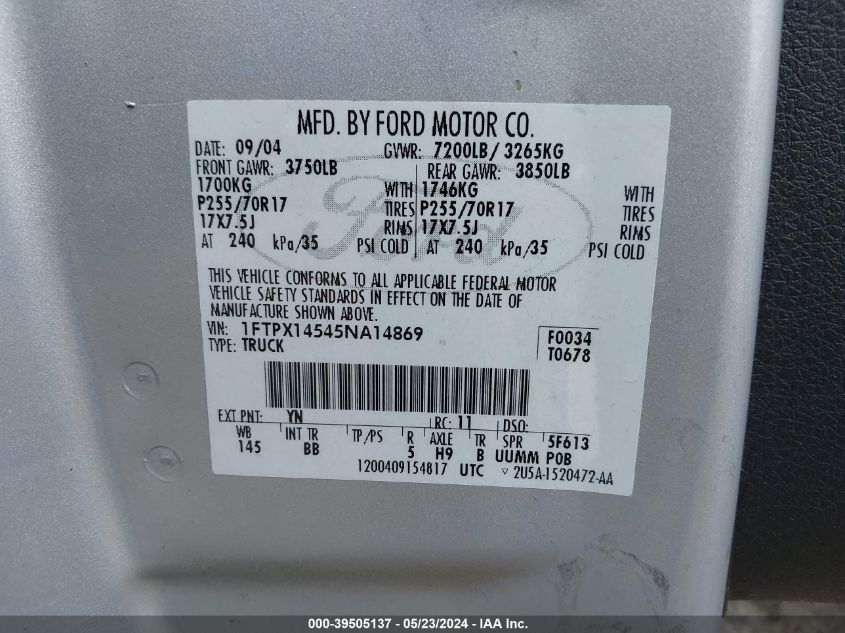 MFD. BY FORD MOTOR CO.
DATE: 09/04 GVWR: 7200LB/ 3265KG
FRONT GAWR: 3750LB REAR GAWR: 3850LB
1700KG WITH 1746KG WITH
P255/70R17 TIRES P255/70R17 TIRES
17X7.5J RIMS 17X7.5J RIMS
AT 240 kPa/35 PSI COLD AT 240 kPa/35 PSI COLD
Ford
THIS VEHICLE CONFORMS TO ALL APPLICABLE FEDERAL MOTOR
VEHICLE SAFETY STANDARDS IN EFFECT ON THE DATE OF
MANUFACTURE SHOWN ABOVE.
VIN: 1FTPX14545NA14869 F0034
TYPE: TRUCK T0678
EXT PNT: YN RC: 11 DSO:
WB INT TR TP/PS R AXLE TR SPR 5F613
145 BB 5 H9 B UUMM POB
1200409154817 UTC ▽ 2U5A-1520472-AA
000-39505137 - 05/23/2024 - IAA Inc.